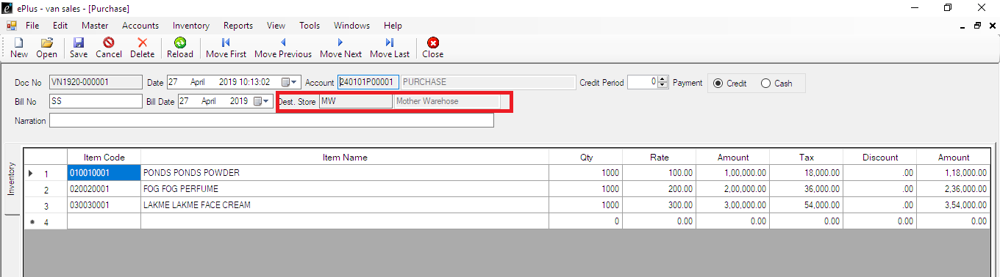 ePlus - van sales - [Purchase]
File Edit Master Accounts Inventory Reports View Tools Windows Help
New Open Save Cancel Delete Reload Move First Move Previous Move Next Move Last Close
Doc No VN1920-000001 Date 27 April 2019 10:13:02 Account 240101P00001 PURCHASE Credit Period 0 Payment Credit Cash
Bill No SS Bill Date 27 April 2019 Dest. Store MW Mother Warehose
Narration
Inventory
Item Code Item Name Qty Rate Amount Tax Discount Amount
1 010010001 PONDS PONDS POWDER 1000 100.00 1,00,000.00 18,000.00 .00 1,18,000.00
2 020020001 FOG FOG PERFUME 1000 200.00 2,00,000.00 36,000.00 .00 2,36,000.00
3 030030001 LAKME LAKME FACE CREAM 1000 300.00 3,00,000.00 54,000.00 .00 3,54,000.00
4 0 0.00 0.00 0.00 0.00 0.00